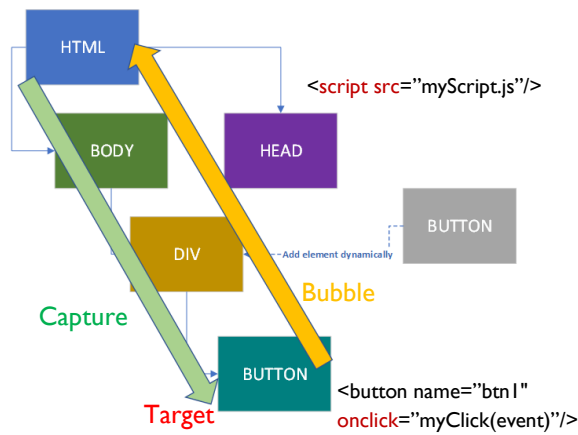 HTML
<script src=”myScript.js”/>
BODY
HEAD
BUTTON
DIV
Add element dynamically
Bubble
Capture
BUTTON
Target
<button name=”btn1"
onclick=”myClick(event)”/>